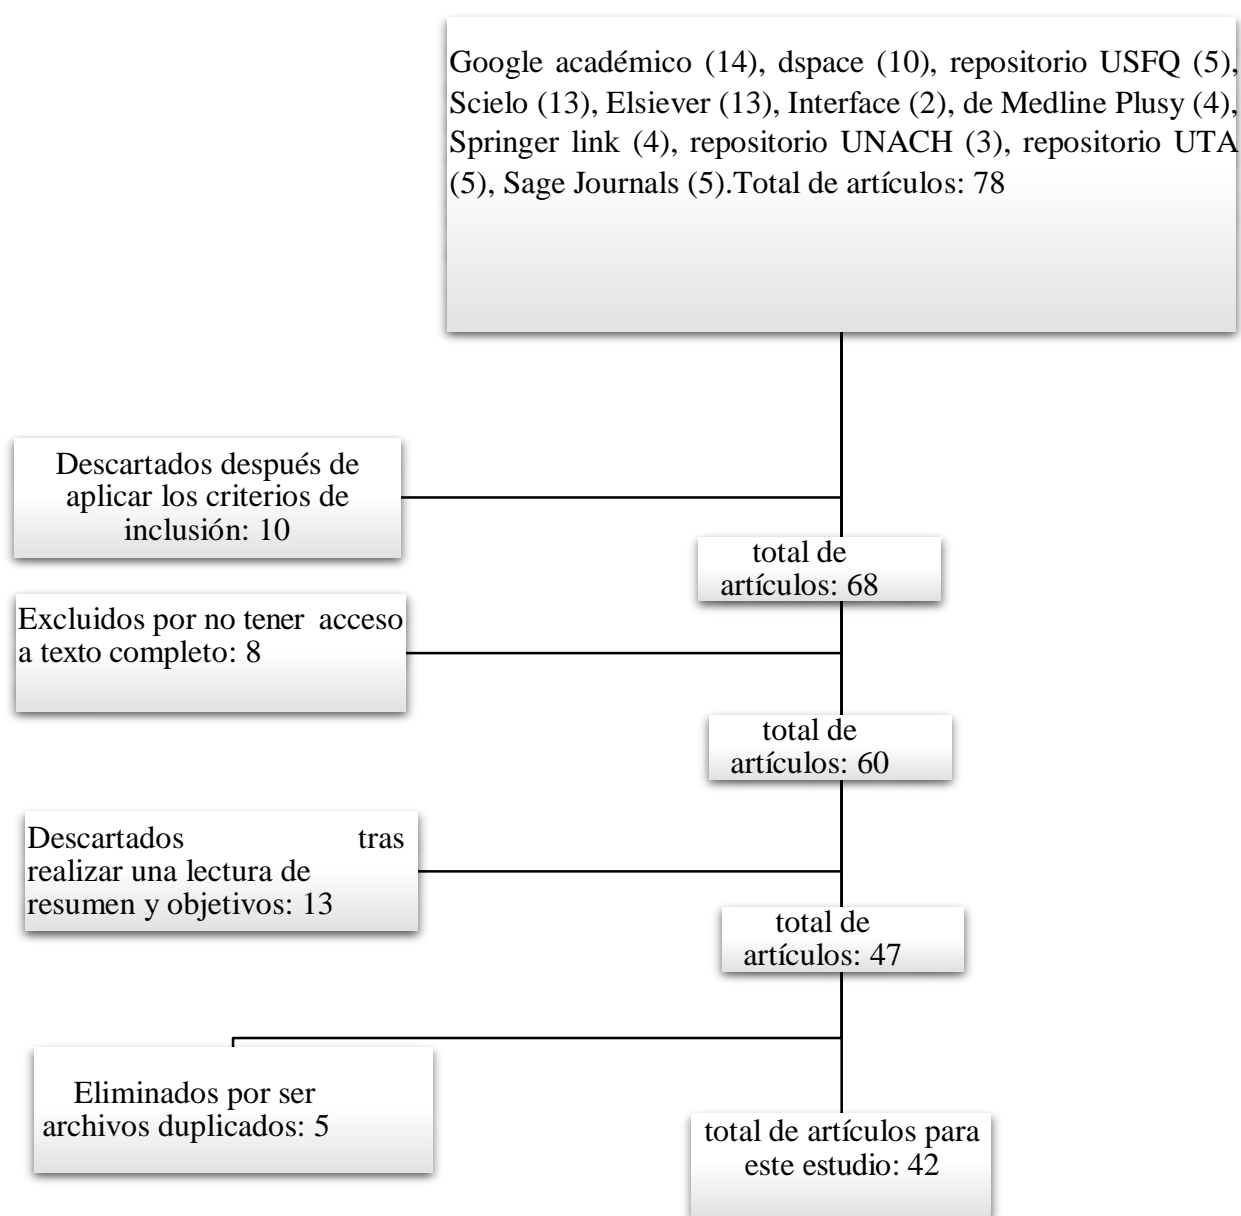 Google académico (14), dspace (10), repositorio USFQ (5),
Scielo (13), Elsiever (13), Interface (2), de Medline Plusy (4),
Springer link (4), repositorio UNACH (3), repositorio UTA
(5), Sage Journals (5).Total de artículos: 78
Descartados después de
aplicar los criterios de
inclusión: 10
total de
artículos: 68
Excluidos por no tener acceso
a texto completo: 8
total de
artículos: 60
Descartados tras
realizar una lectura de
resumen y objetivos: 13
total de
artículos: 47
Eliminados por ser
archivos duplicados: 5
total de artículos para
este estudio: 42